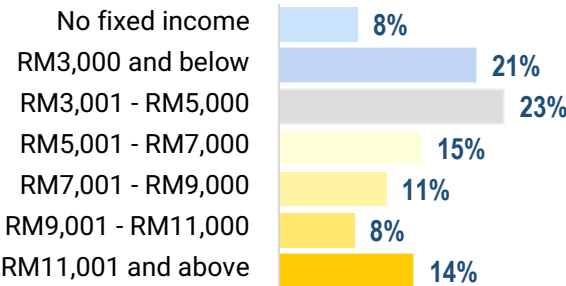 No fixed income 8%
RM3,000 and below 21%
RM3,001 - RM5,000 23%
RM5,001 - RM7,000 15%
RM7,001 - RM9,000 11%
RM9,001 - RM11,000 8%
RM11,001 and above 14%